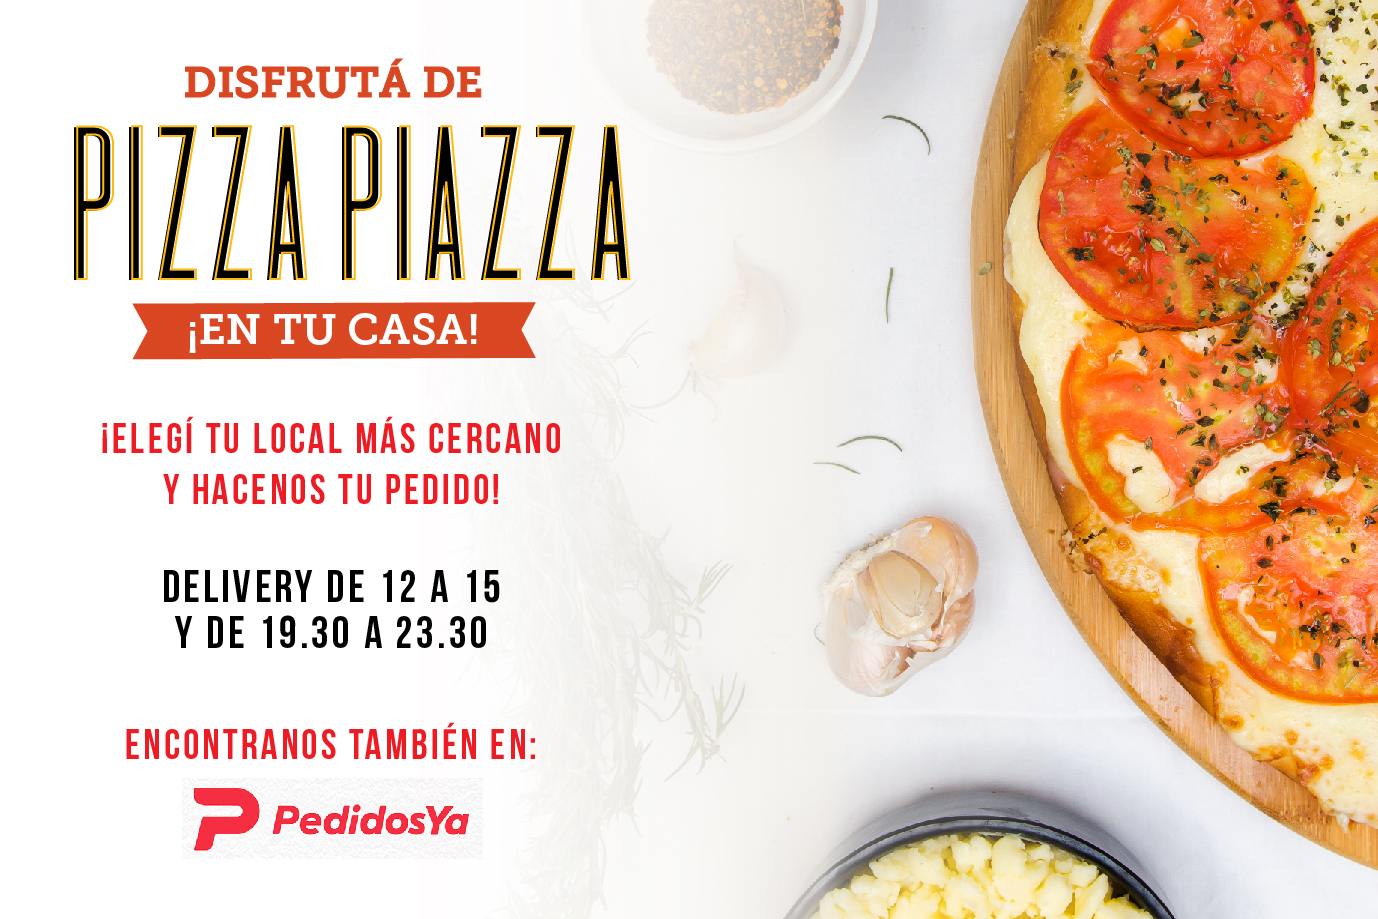 DISFRUTÁ DE
PIZZA PIAZZA
¡EN TU CASA!
¡ELEGÍ TU LOCAL MÁS CERCANO
Y HACENOS TU PEDIDO!
DELIVERY DE 12 A 15
Y DE 19.30 A 23.30
ENCONTRANOS TAMBIÉN EN:
PedidosYa